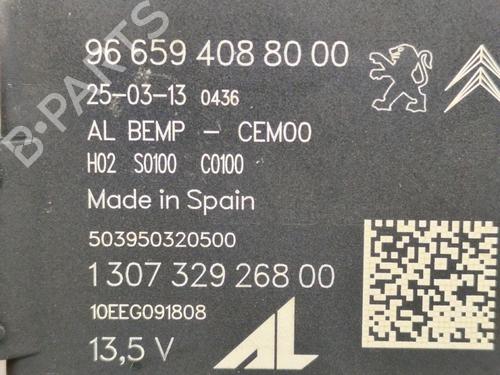 96 659 408 80 00
25-03-13 0436
AL BEMP - CEM00
H02 S0100 C0100
Made in Spain
503950320500
1 307 329 268 00
10EEG091808
13,5 V
AL
B-PARTS